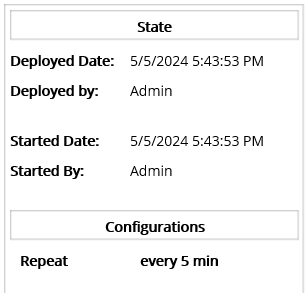 State
Deployed Date: 5/5/2024 5:43:53 PM
Deployed by: Admin
Started Date: 5/5/2024 5:43:53 PM
Started By: Admin
Configurations
Repeat every 5 min